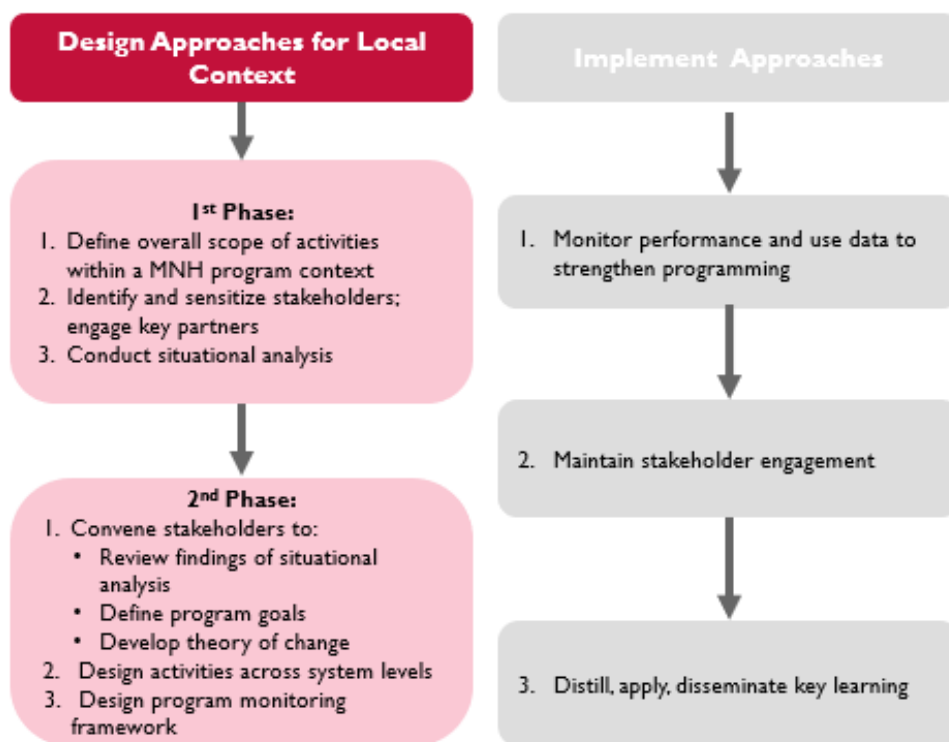 Design Approaches for Local
Context
1st Phase:
1. Define overall scope of activities
within a MNH program context
2. Identify and sensitize stakeholders;
engage key partners
3. Conduct situational analysis
2nd Phase:
1. Convene stakeholders to:
• Review findings of situational
analysis
• Define program goals
• Develop theory of change
2. Design activities across system levels
3. Design program monitoring
framework
Implement Approaches
1. Monitor performance and use data to
strengthen programming
2. Maintain stakeholder engagement
3. Distill, apply, disseminate key learning